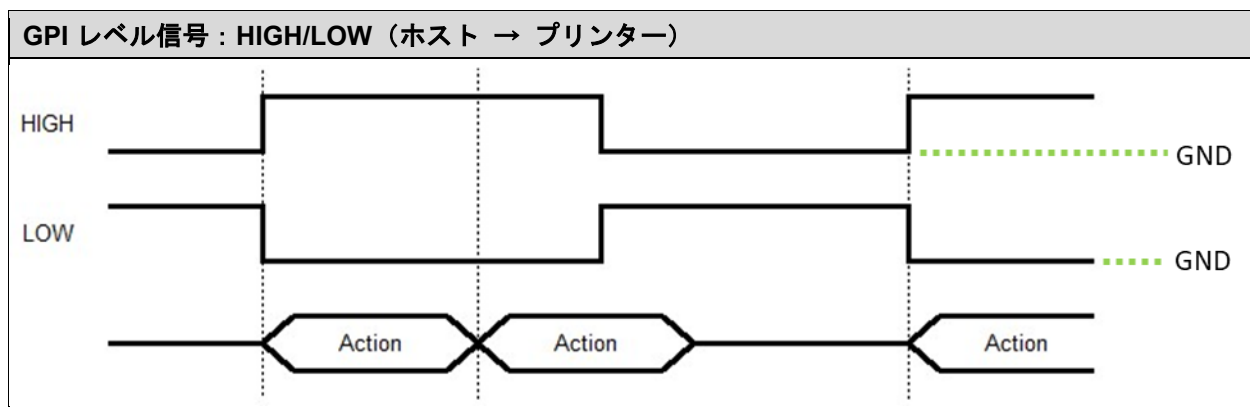 GPI レベル信号：HIGH/LOW（ホスト → プリンター）
HIGH
GND
LOW
GND
Action Action Action